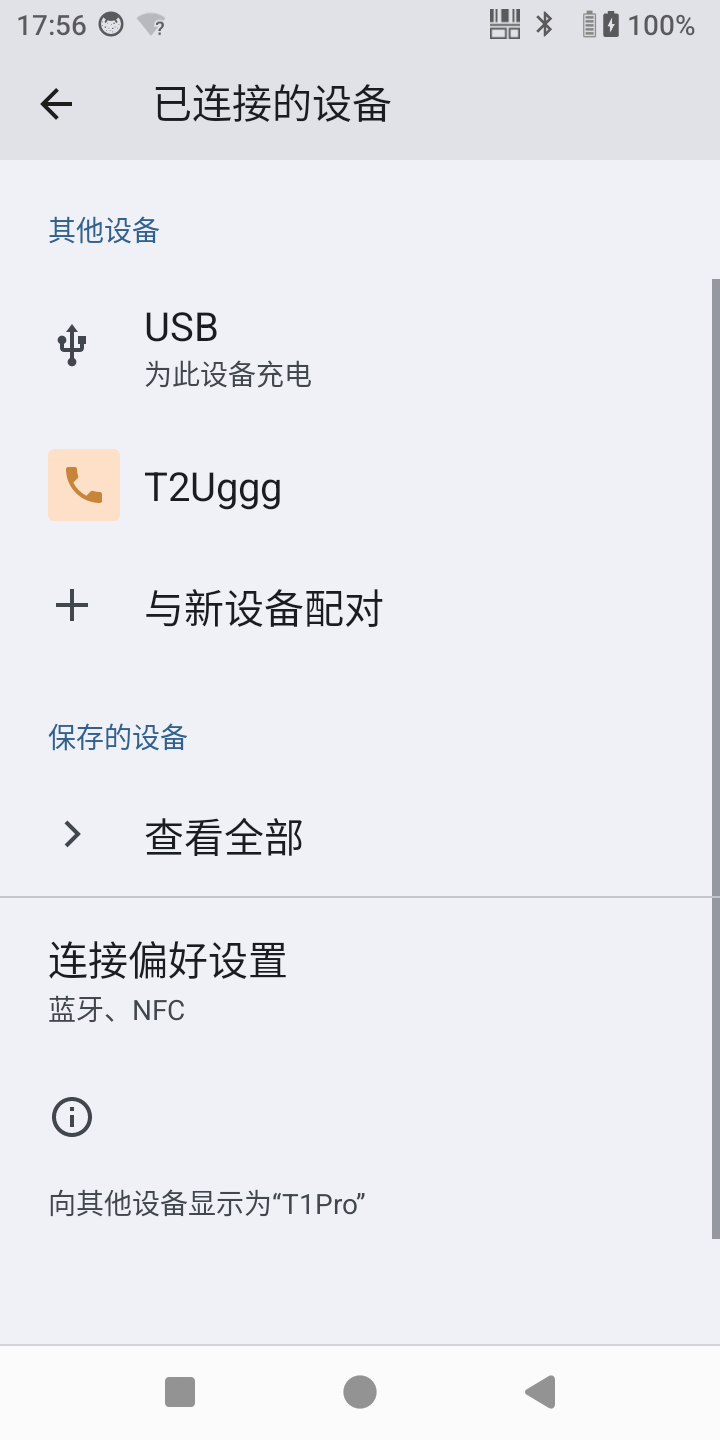 17:56
100%
已连接的设备
其他设备
USB
为此设备充电
T2Uggg
与新设备配对
保存的设备
查看全部
连接偏好设置
蓝牙、NFC
向其他设备显示为“T1Pro”